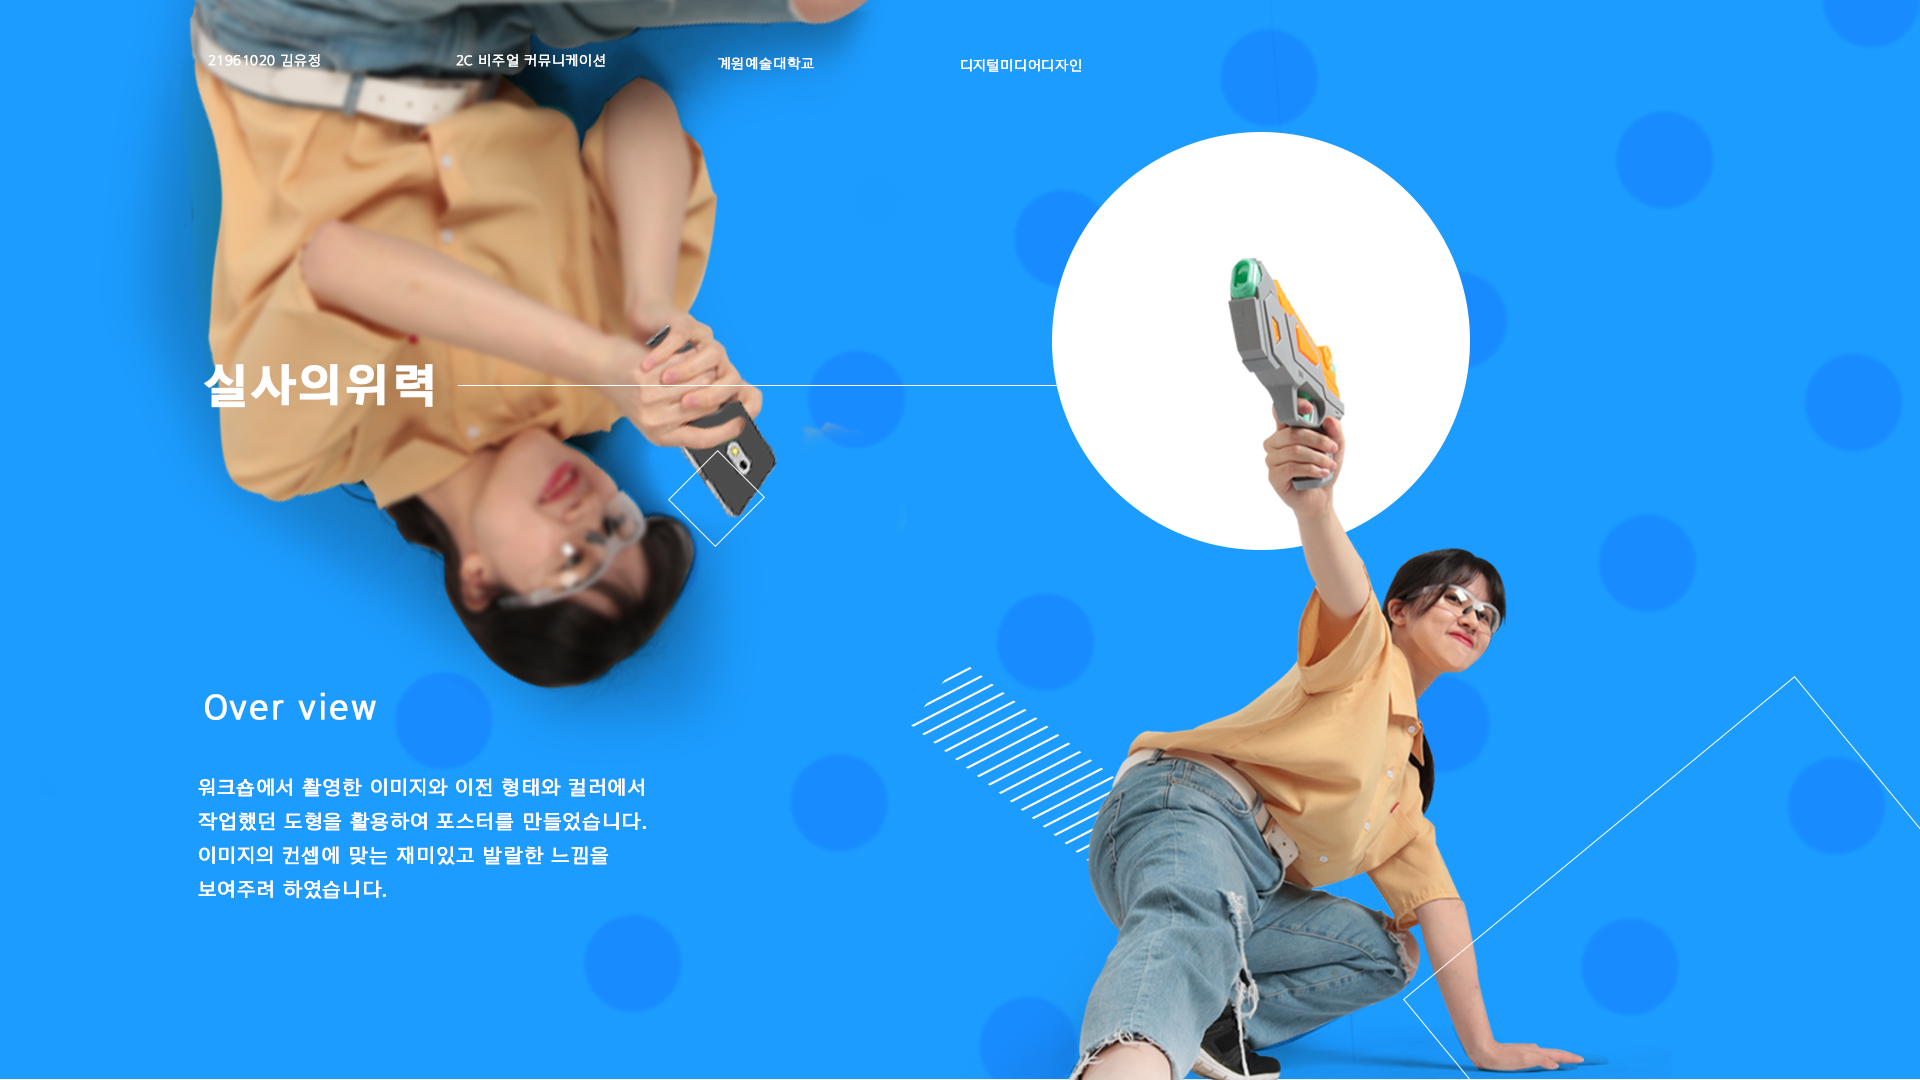 21961020 김유정
2C 비주얼 커뮤니케이션
계원예술대학교
디지털미디어디자인
실사의위력
Over view
워크숍에서 촬영한 이미지와 이전 형태와 컬러에서
작업했던 도형을 활용하여 포스터를 만들었습니다.
이미지의 컨셉에 맞는 재미있고 발랄한 느낌을
보여주려 하였습니다.